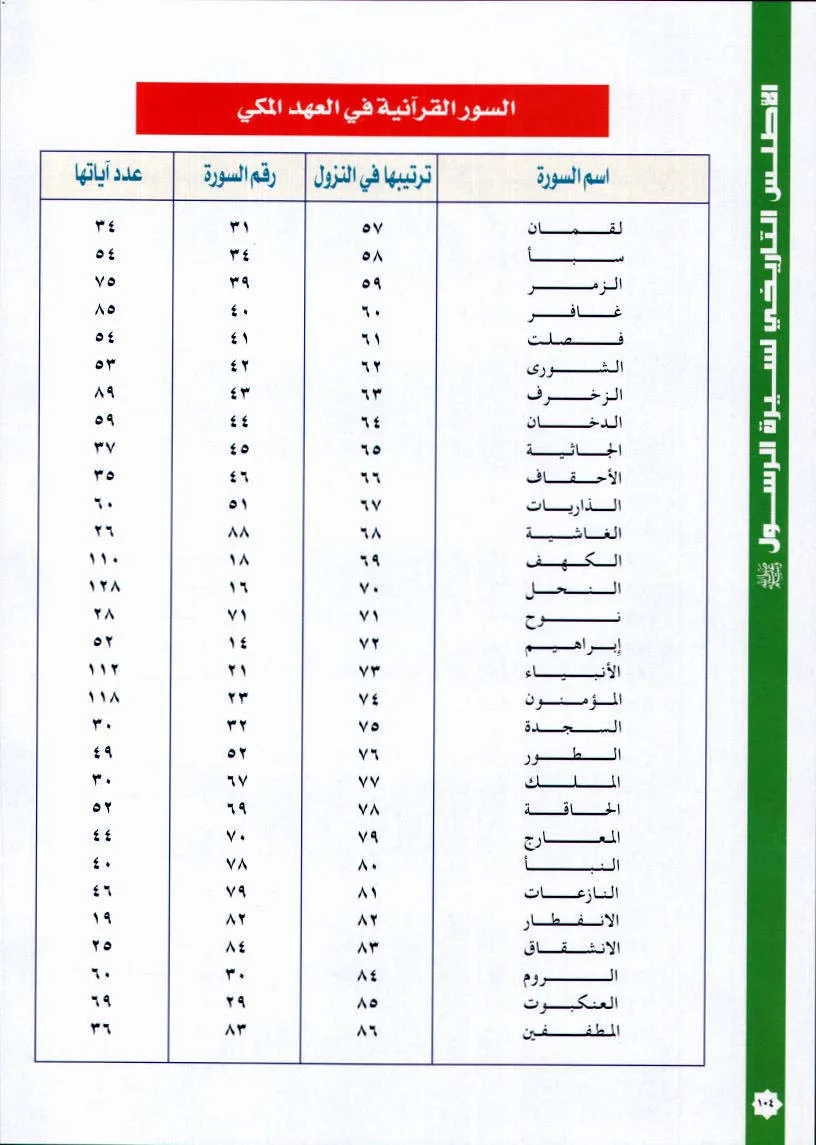 السور القرآنية في العهد المكي
اسم السورة ترتيبها في النزول رقم السورة عدد آياتها
لقمان ٥٧ ٣١ ٣٤
سبأ ٥٨ ٣٤ ٥٤
الزمر ٥٩ ٣٩ ٧٥
غافر ٦٠ ٤٠ ٨٥
فصلت ٦١ ٤١ ٥٤
الشورى ٦٢ ٤٢ ٥٣
الزخرف ٦٣ ٤٣ ٨٩
الدخان ٦٤ ٤٤ ٥٩
الجاثية ٦٥ ٤٥ ٣٧
الأحقاف ٦٦ ٤٦ ٣٥
الذاريات ٦٧ ٥١ ٦٠
الغاشية ٦٨ ٨٨ ٢٦
الكهف ٦٩ ١٨ ١١٠
النحل ٧٠ ١٦ ١٢٨
نوح ٧١ ٧١ ٢٨
إبراهيم ٧٢ ١٤ ٥٢
الأنبياء ٧٣ ٢١ ١١٢
المؤمنون ٧٤ ٢٣ ١١٨
السجدة ٧٥ ٣٢ ٣٠
الطور ٧٦ ٥٢ ٤٩
الملك ٧٧ ٦٧ ٣٠
الحاقة ٧٨ ٦٩ ٥٢
المعارج ٧٩ ٧٠ ٤٤
النبأ ٨٠ ٧٨ ٤٠
النازعات ٨١ ٧٩ ٤٦
الانفطار ٨٢ ٨٢ ١٩
الانشقاق ٨٣ ٨٤ ٢٥
الروم ٨٤ ٣٠ ٦٠
العنكبوت ٨٥ ٢٩ ٦٩
المطففين ٨٦ ٨٣ ٣٦
الأطلس التاريخي لسيرة الرسول ﷺ
١٠٤